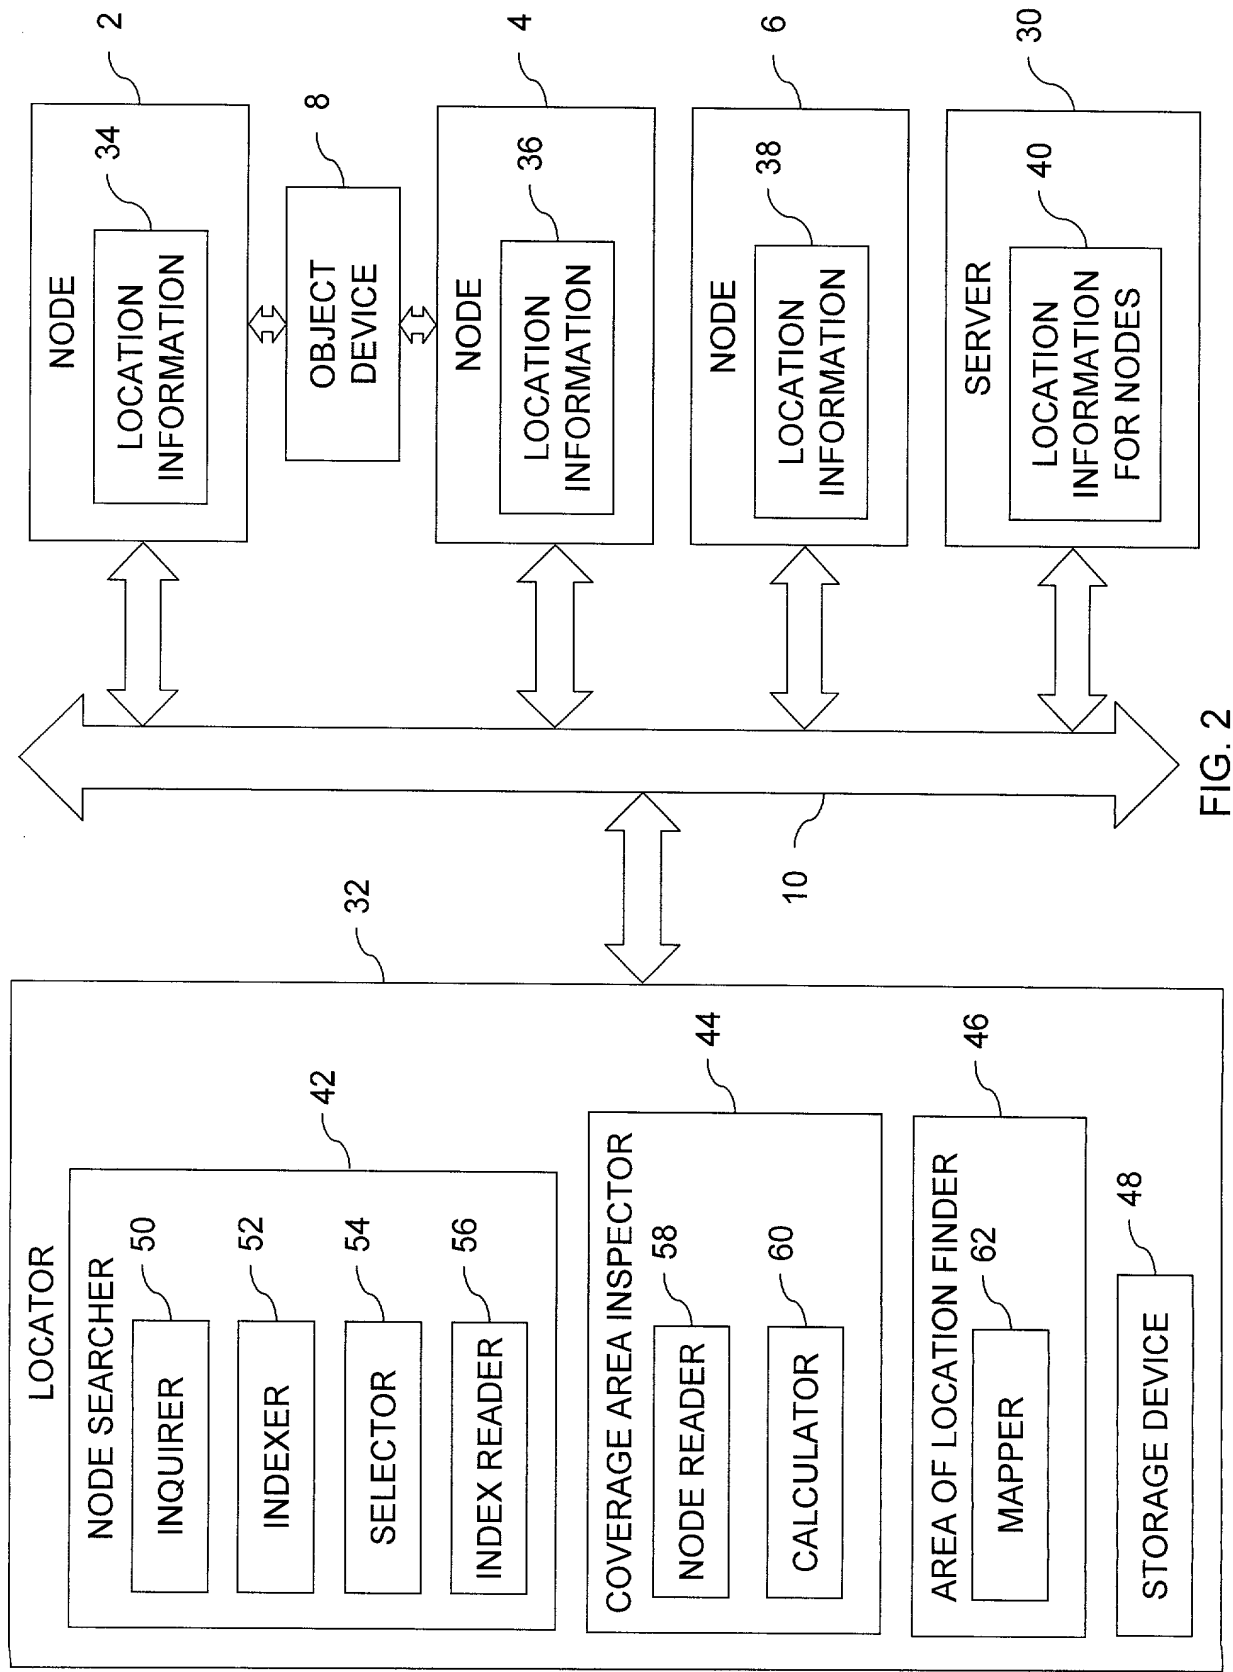 LOCATOR
32
NODE SEARCHER
42
INQUIRER
50
INDEXER
52
SELECTOR
54
INDEX READER
56
COVERAGE AREA INSPECTOR
44
NODE READER
58
CALCULATOR
60
AREA OF LOCATION FINDER
46
MAPPER
62
STORAGE DEVICE
48
10
NODE
2
LOCATION
INFORMATION
34
OBJECT
DEVICE
8
NODE
4
LOCATION
INFORMATION
36
NODE
6
LOCATION
INFORMATION
38
SERVER
30
LOCATION
INFORMATION
FOR NODES
40
FIG. 2